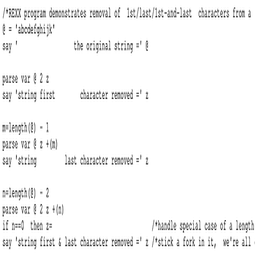 /*REXX program demonstrates removal of  1st/last/1st-and-last  characters from a
@ = 'abcdefghijk'
say '                  the original string =' @
parse var @ 2 z
say 'string first        character removed =' z
m=length(@) - 1
parse var @ z +(m)
say 'string         last character removed =' z
n=length(@) - 2
parse var @ 2 z +(n)
if n==0  then z=                                /*handle special case of a length
say 'string first & last character removed =' z /*stick a fork in it,  we're all